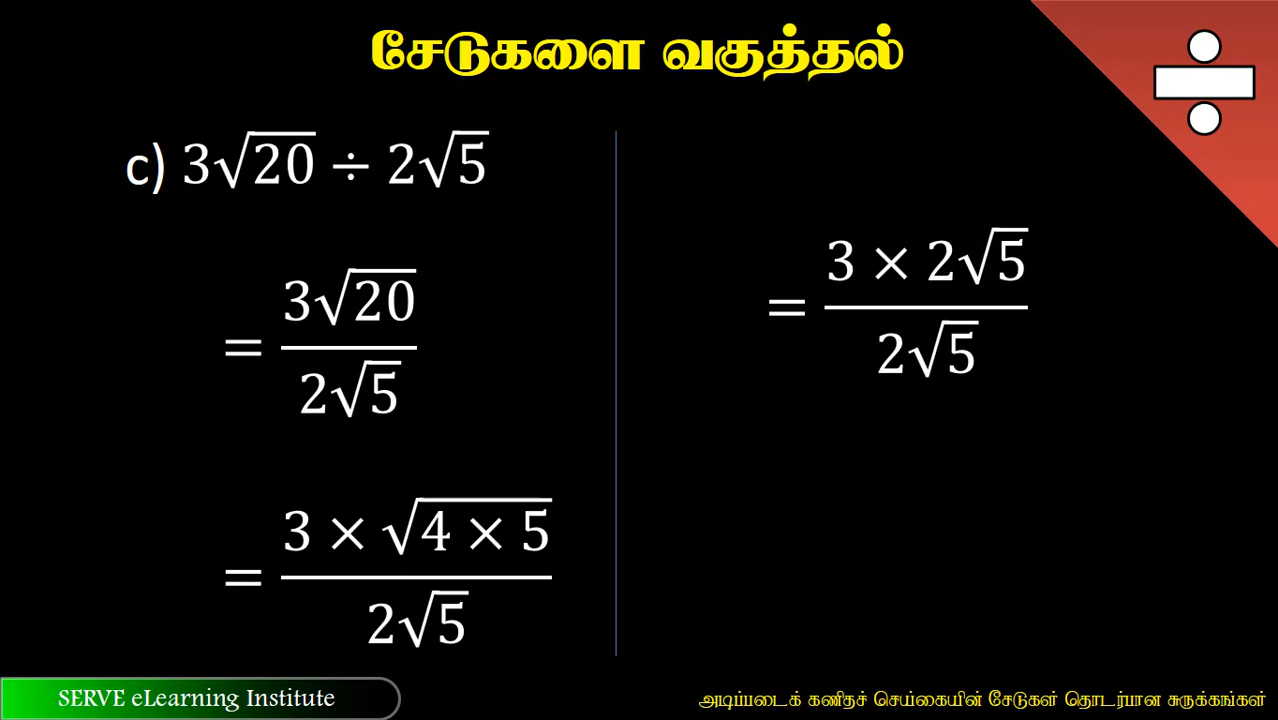 சேடுகளை வகுத்தல்
c) 3√20 ÷ 2√5
= 3√20 / 2√5
= 3 × √4 × 5 / 2√5
= 3 × 2√5 / 2√5
SERVE eLearning Institute
அடிப்படைக் கணிதச் செய்கையின் சேடுகள் தொடர்பான சுருக்கங்கள்